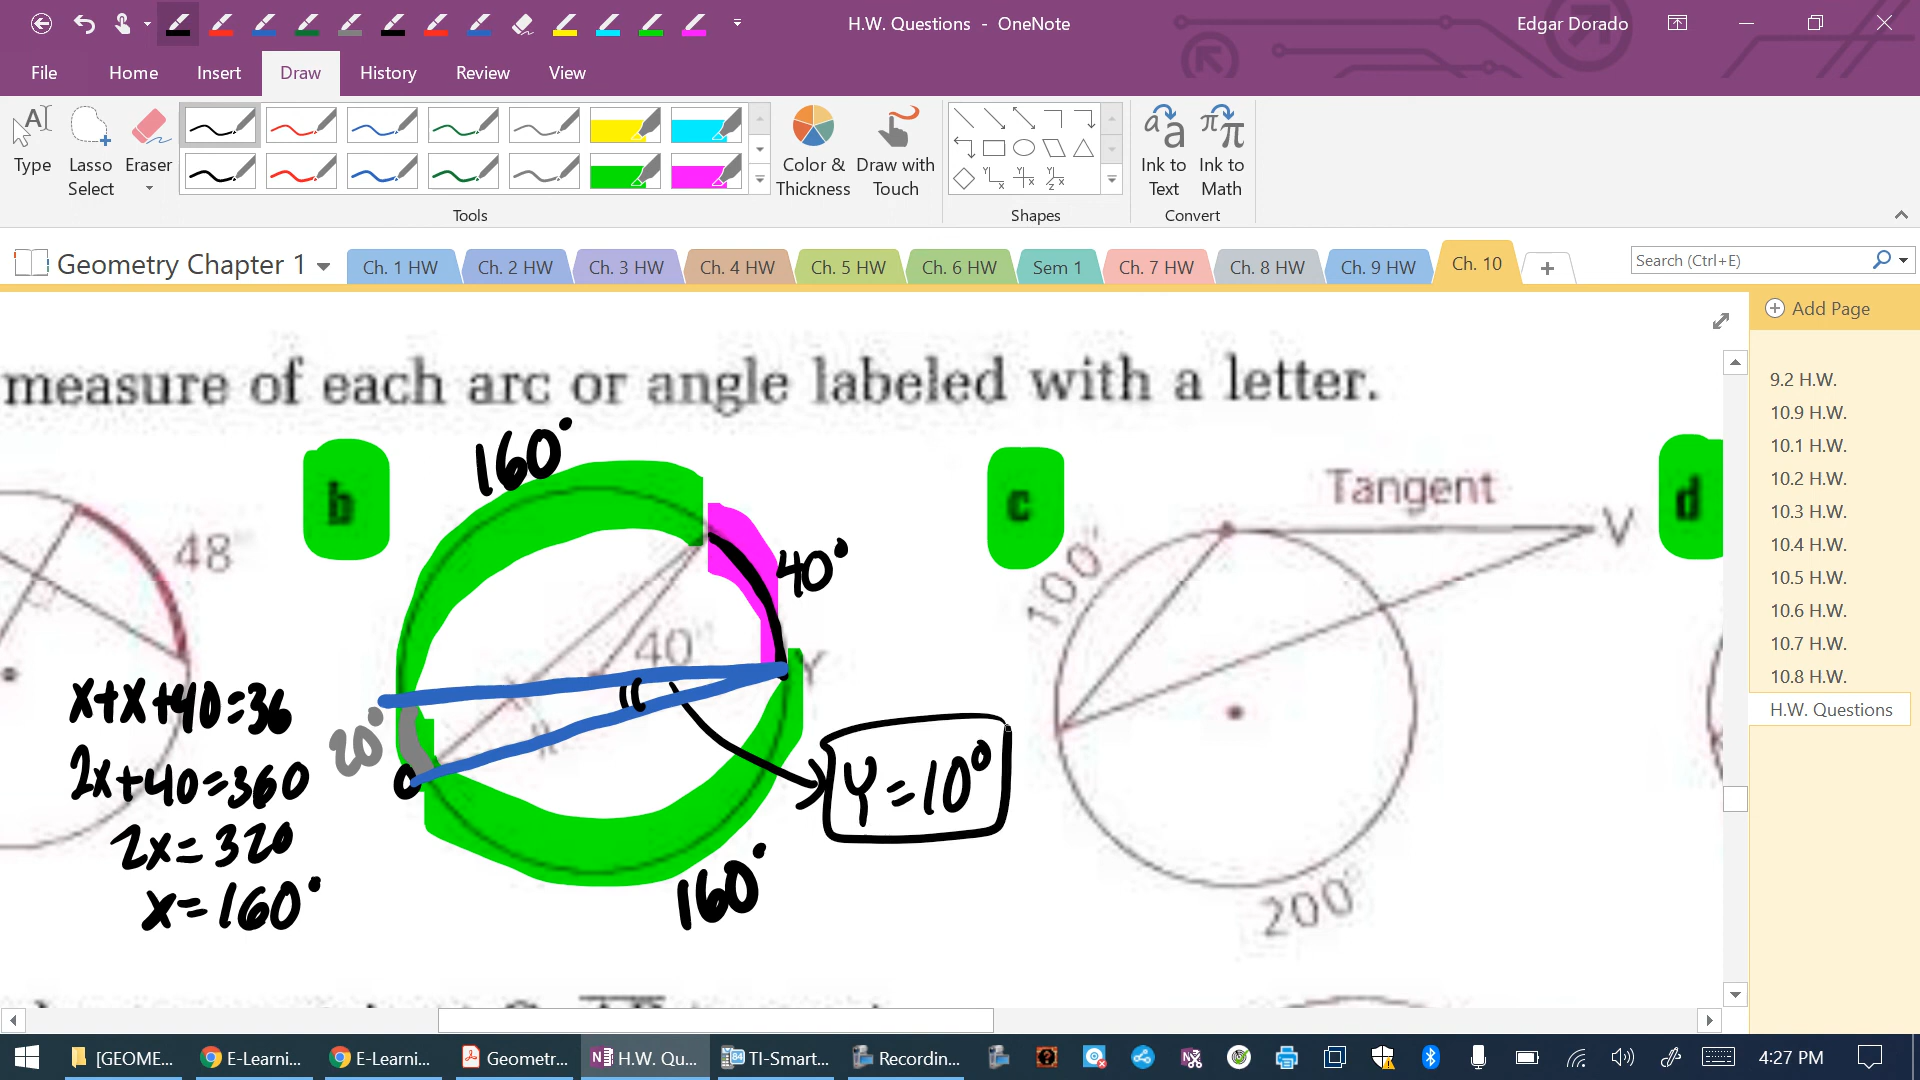 H.W. Questions - OneNote
Edgar Dorado
File Home Insert Draw History Review View
Type
Lasso Select
Eraser
Color & Thickness
Draw with Touch
Ink to Text
Ink to Math
Tools
Shapes
Convert
Geometry Chapter 1
Ch. 1 HW
Ch. 2 HW
Ch. 3 HW
Ch. 4 HW
Ch. 5 HW
Ch. 6 HW
Sem 1
Ch. 7 HW
Ch. 8 HW
Ch. 9 HW
Ch. 10
Search (Ctrl+E)
Add Page
9.2 H.W.
10.9 H.W.
10.1 H.W.
10.2 H.W.
10.3 H.W.
10.4 H.W.
10.5 H.W.
10.6 H.W.
10.7 H.W.
10.8 H.W.
H.W. Questions
measure of each arc or angle labeled with a letter.
48°
b
160°
40°
40°
Y
20°
160°
x+x+40=36
2x+40=360
2x=320
x=160°
Y=10°
c
Tangent
V
100°
200°
d
[GEOME...
E-Learni...
E-Learni...
Geometr...
H.W. Qu...
TI-Smart...
Recordin...
4:27 PM